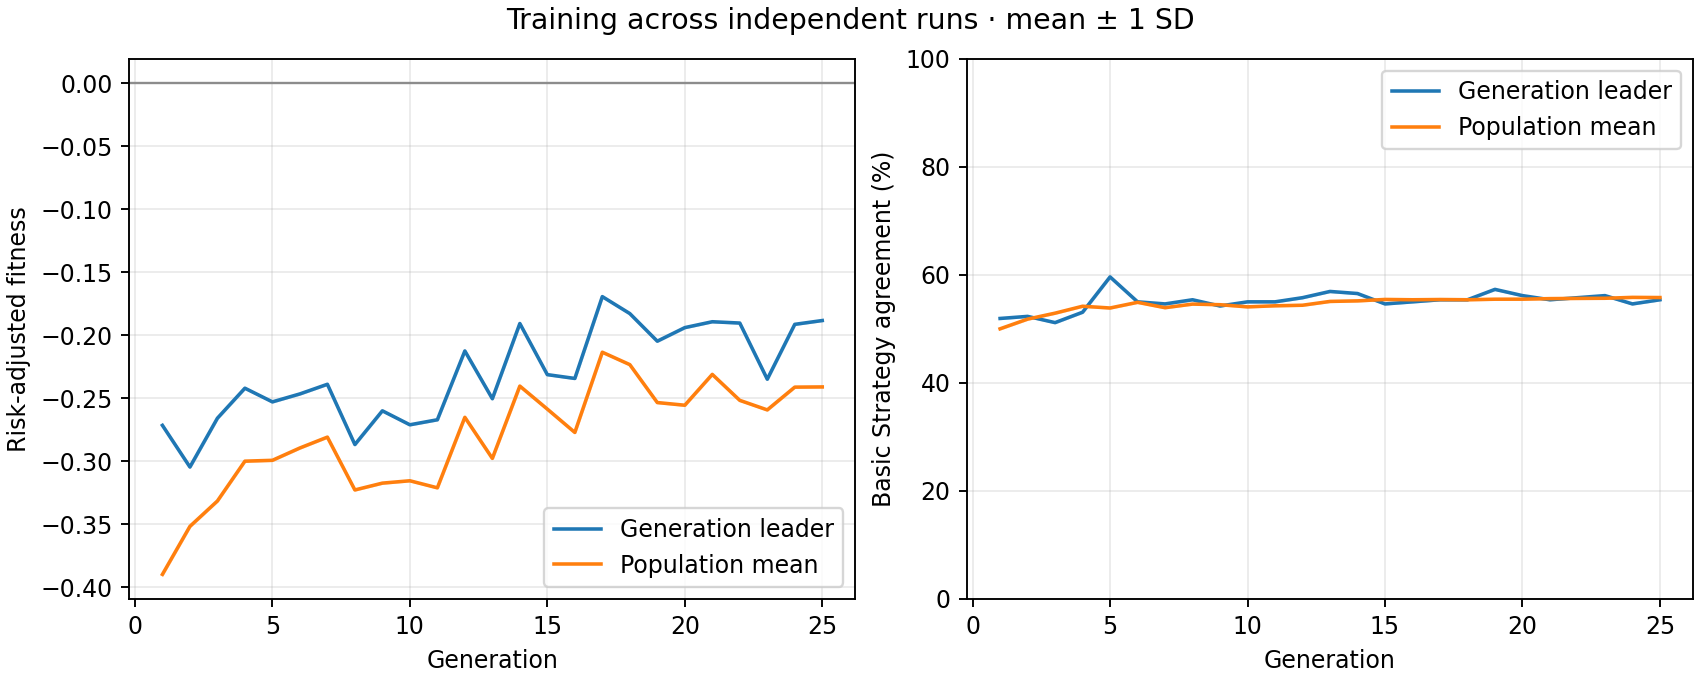 Training across independent runs · mean ± 1 SD
Risk-adjusted fitness
0.00
−0.05
−0.10
−0.15
−0.20
−0.25
−0.30
−0.35
−0.40
Generation leader
Population mean
0 5 10 15 20 25
Generation
Basic Strategy agreement (%)
100
80
60
40
20
0
Generation leader
Population mean
0 5 10 15 20 25
Generation